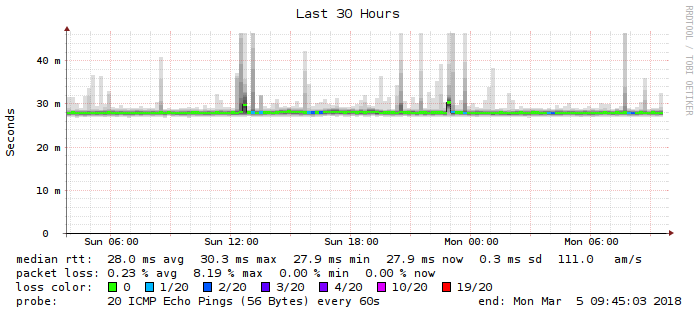 Last 30 Hours
RRDTOOL / TOBI OETIKER
Seconds
40 m
30 m
20 m
10 m
0
Sun 06:00 Sun 12:00 Sun 18:00 Mon 00:00 Mon 06:00
median rtt: 28.0 ms avg 30.3 ms max 27.9 ms min 27.9 ms now 0.3 ms sd 111.0 am/s
packet loss: 0.23 % avg 8.19 % max 0.00 % min 0.00 % now
loss color: 0 1/20 2/20 3/20 4/20 10/20 19/20
probe: 20 ICMP Echo Pings (56 Bytes) every 60s end: Mon Mar 5 09:45:03 2018